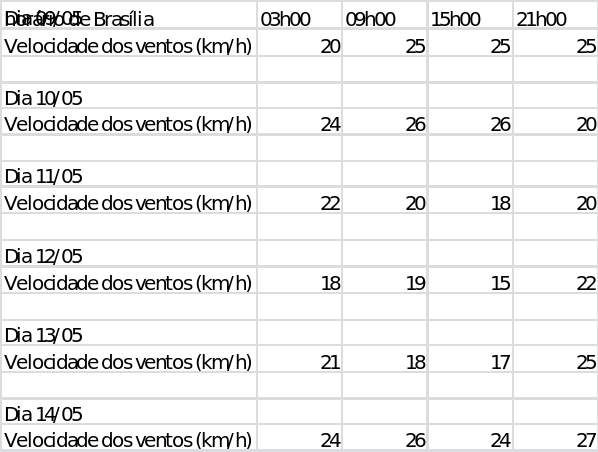 Dia 09/05
horário de Brasília 03h00 09h00 15h00 21h00
Velocidade dos ventos (km/h) 20 25 25 25
Dia 10/05
Velocidade dos ventos (km/h) 24 26 26 20
Dia 11/05
Velocidade dos ventos (km/h) 22 20 18 20
Dia 12/05
Velocidade dos ventos (km/h) 18 19 15 22
Dia 13/05
Velocidade dos ventos (km/h) 21 18 17 25
Dia 14/05
Velocidade dos ventos (km/h) 24 26 24 27